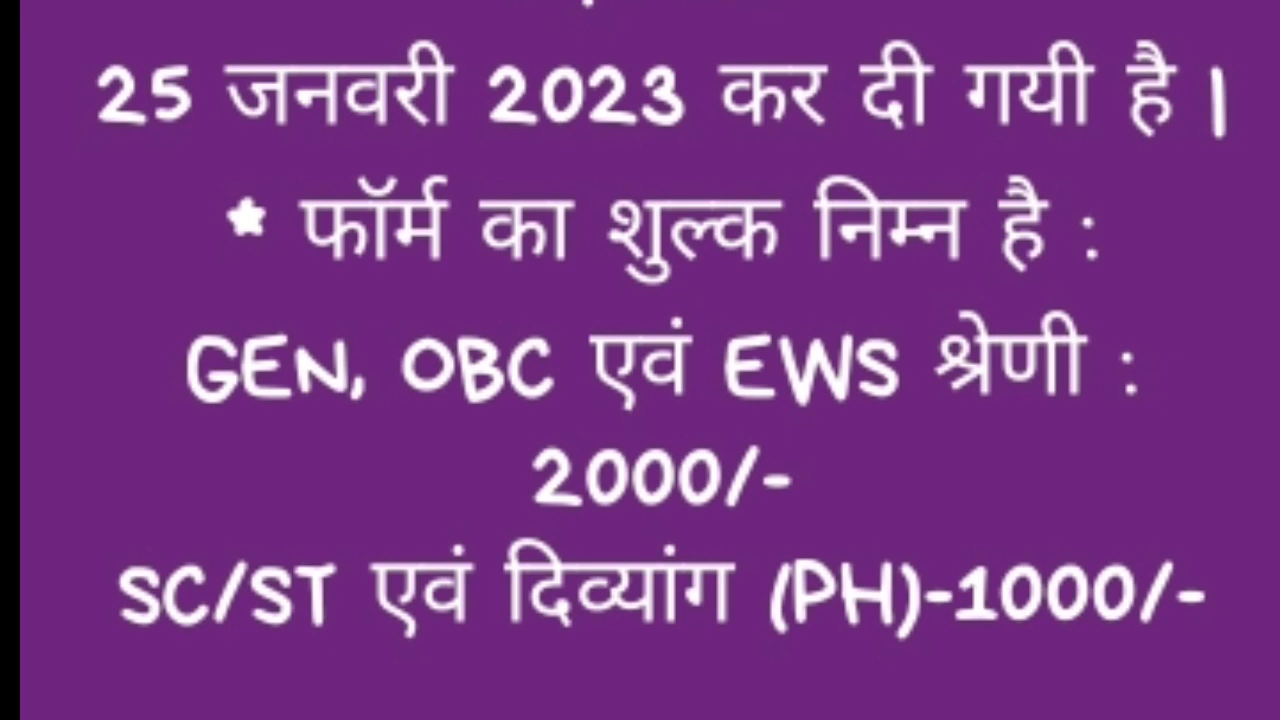 25 जनवरी 2023 कर दी गयी है |
* फॉर्म का शुल्क निम्न है :
GEN, OBC एवं EWS श्रेणी :
2000/-
SC/ST एवं दिव्यांग (PH)-1000/-